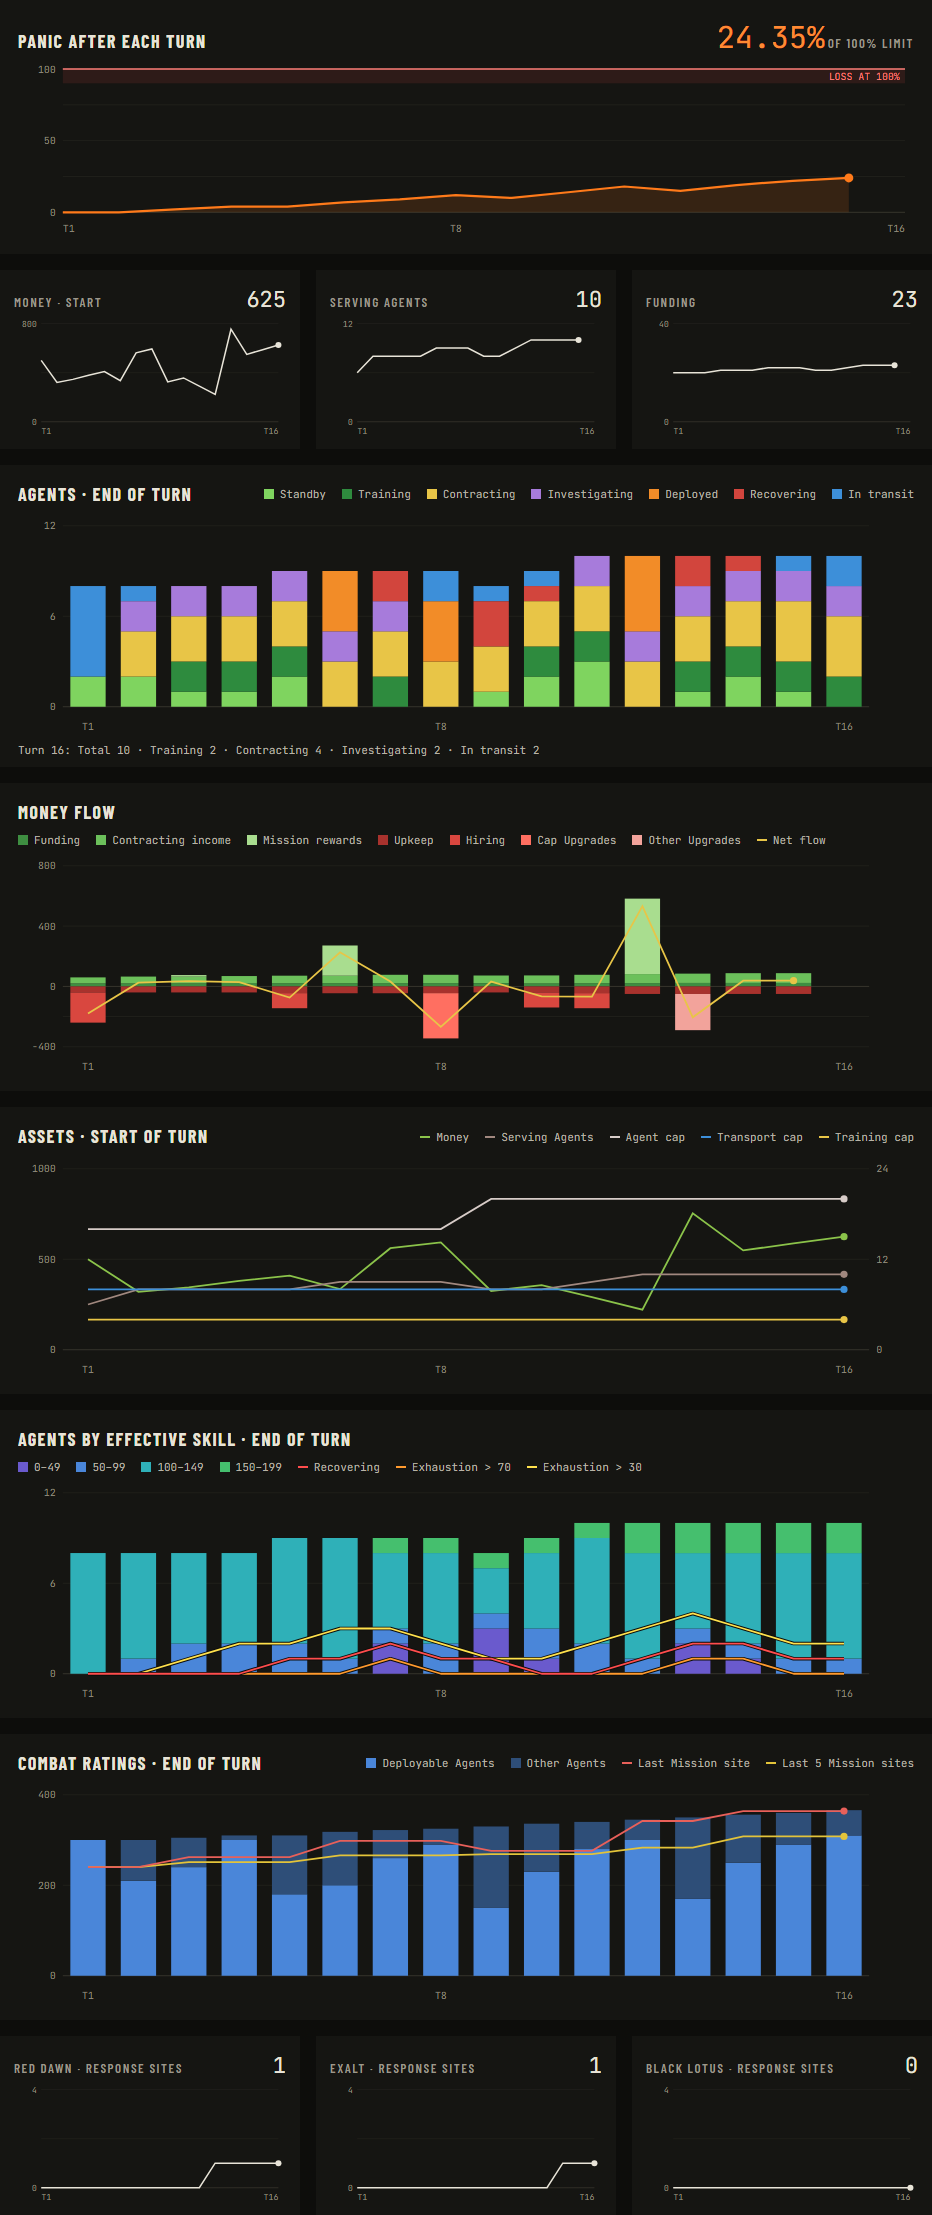 PANIC AFTER EACH TURN
24.35% OF 100% LIMIT
100
LOSS AT 100%
50
0
T1 T8 T16
MONEY · START 625
800
0
T1 T16
SERVING AGENTS 10
12
0
T1 T16
FUNDING 23
40
0
T1 T16
AGENTS · END OF TURN
Standby Training Contracting Investigating Deployed Recovering In transit
12
6
0
T1 T8 T16
Turn 16: Total 10 · Training 2 · Contracting 4 · Investigating 2 · In transit 2
MONEY FLOW
Funding Contracting income Mission rewards Upkeep Hiring Cap Upgrades Other Upgrades Net flow
800
400
0
-400
T1 T8 T16
ASSETS · START OF TURN
Money Serving Agents Agent cap Transport cap Training cap
1000 24
500 12
0 0
T1 T8 T16
AGENTS BY EFFECTIVE SKILL · END OF TURN
0–49 50–99 100–149 150–199 Recovering Exhaustion > 70 Exhaustion > 30
12
6
0
T1 T8 T16
COMBAT RATINGS · END OF TURN
Deployable Agents Other Agents Last Mission site Last 5 Mission sites
400
200
0
T1 T8 T16
RED DAWN · RESPONSE SITES 1
4
0
T1 T16
EXALT · RESPONSE SITES 1
4
0
T1 T16
BLACK LOTUS · RESPONSE SITES 0
4
0
T1 T16